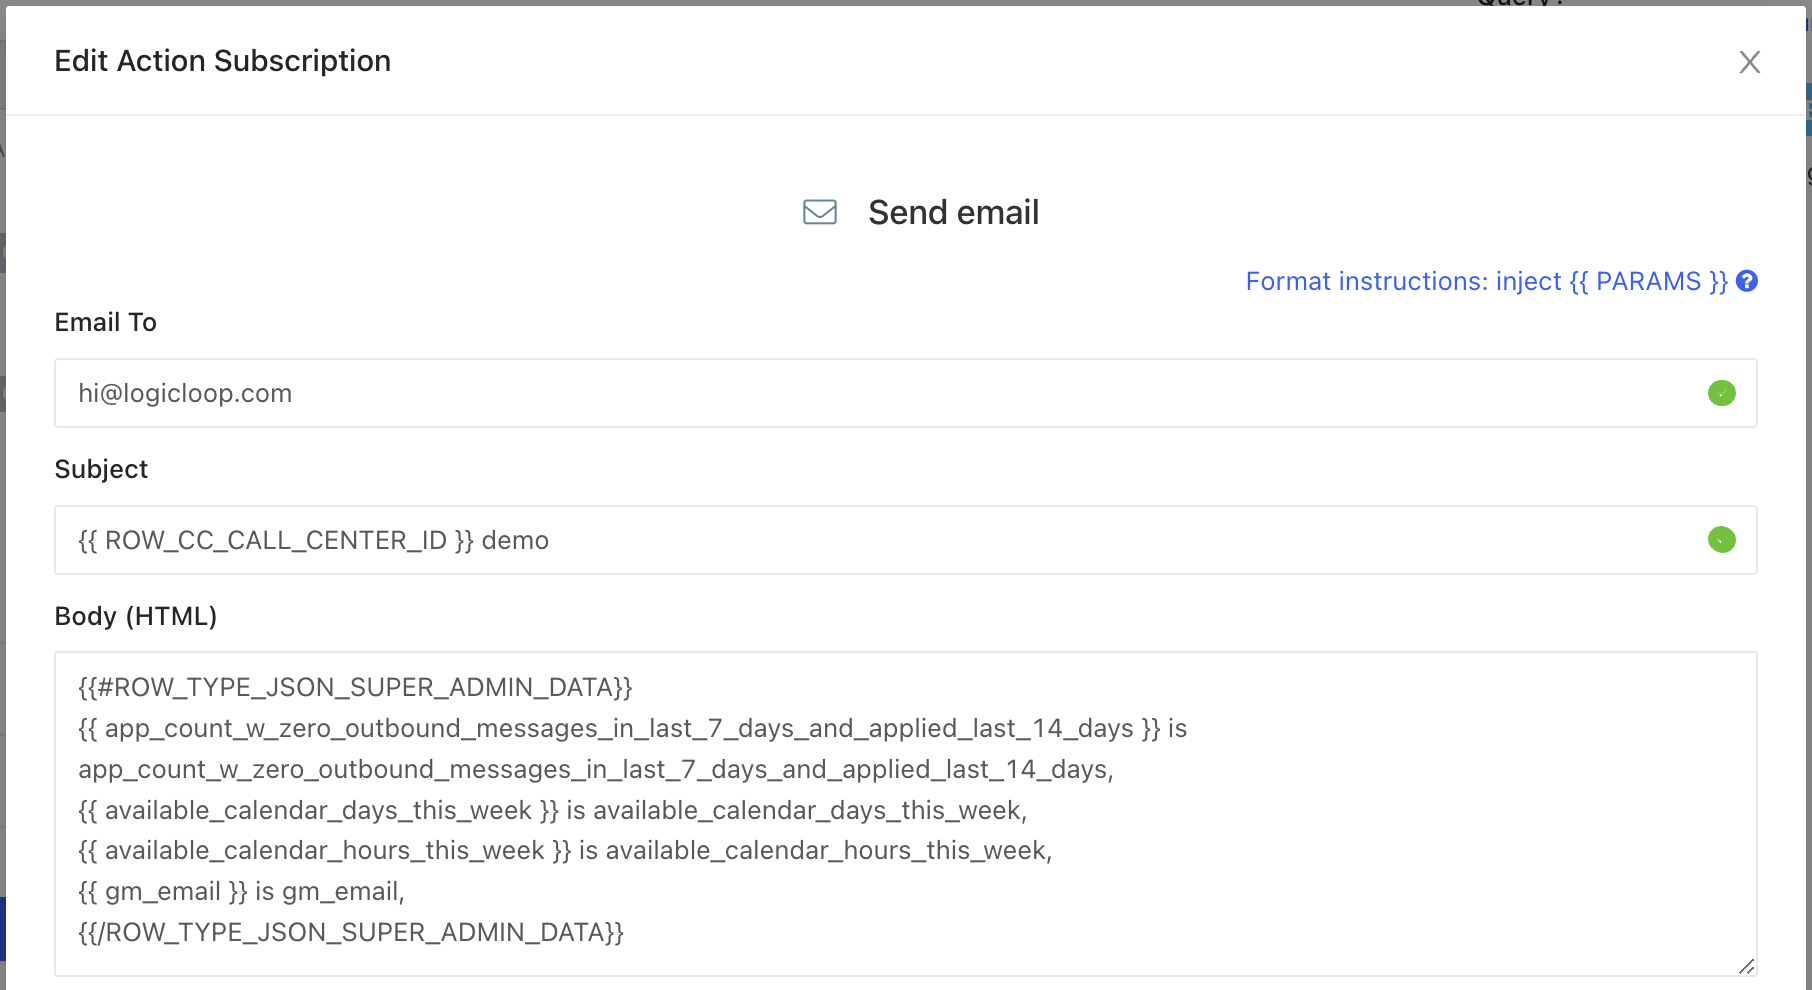 Edit Action Subscription
Send email
Format instructions: inject {{ PARAMS }}
Email To
hi@logicloop.com
Subject
{{ ROW_CC_CALL_CENTER_ID }} demo
Body (HTML)
{{#ROW_TYPE_JSON_SUPER_ADMIN_DATA}}
{{ app_count_w_zero_outbound_messages_in_last_7_days_and_applied_last_14_days }} is
app_count_w_zero_outbound_messages_in_last_7_days_and_applied_last_14_days,
{{ available_calendar_days_this_week }} is available_calendar_days_this_week,
{{ available_calendar_hours_this_week }} is available_calendar_hours_this_week,
{{ gm_email }} is gm_email,
{{/ROW_TYPE_JSON_SUPER_ADMIN_DATA}}